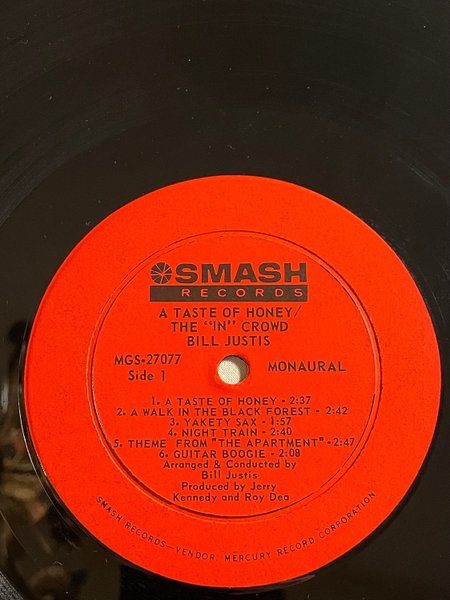 SMASH
RECORDS
A TASTE OF HONEY/
THE "IN" CROWD
BILL JUSTIS
MGS-27077
Side 1
MONAURAL
1. A TASTE OF HONEY - 2:37
2. A WALK IN THE BLACK FOREST - 2:42
3. YAKETY SAX - 1:57
4. NIGHT TRAIN - 2:40
5. THEME FROM "THE APARTMENT" - 2:47
6. GUITAR BOOGIE - 2:08
Arranged & Conducted by
Bill Justis
Produced by Jerry
Kennedy and Roy Dea
SMASH RECORDS—VENDOR: MERCURY RECORD CORPORATION